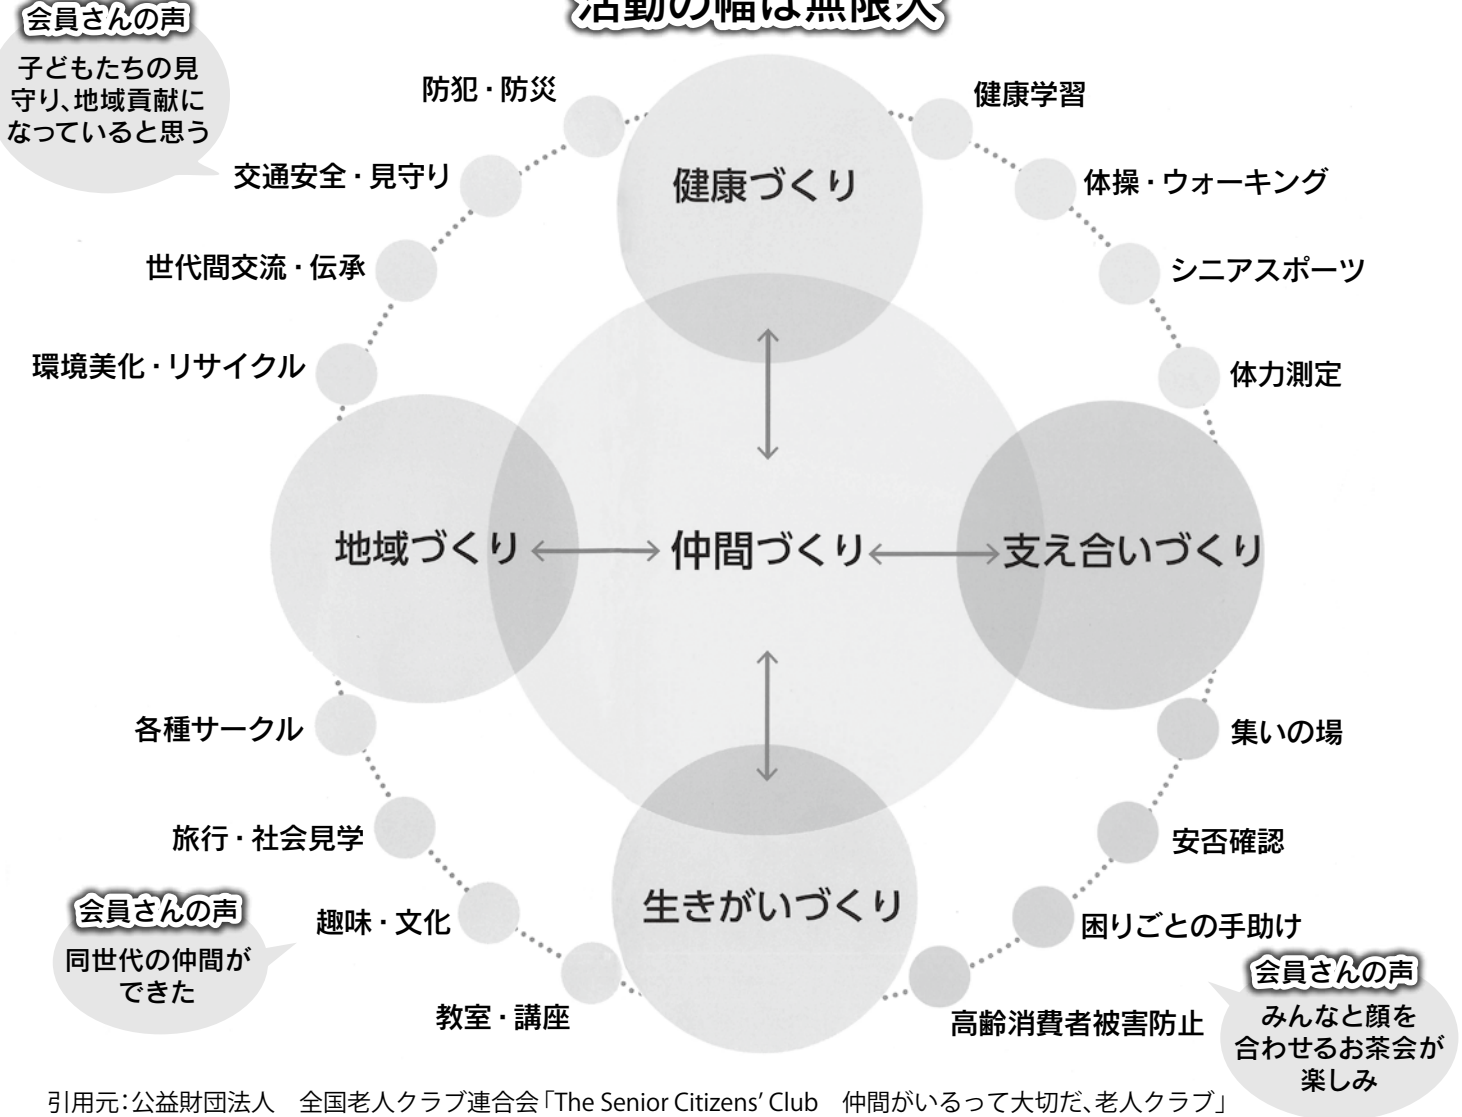 活動の幅は無限大
会員さんの声
子どもたちの見
守り、地域貢献に
なっていると思う
防犯・防災
交通安全・見守り
世代間交流・伝承
環境美化・リサイクル
健康学習
体操・ウォーキング
シニアスポーツ
体力測定
健康づくり
地域づくり
仲間づくり
支え合いづくり
生きがいづくり
各種サークル
旅行・社会見学
趣味・文化
教室・講座
集いの場
安否確認
困りごとの手助け
高齢消費者被害防止
会員さんの声
同世代の仲間が
できた
会員さんの声
みんなと顔を
合わせるお茶会が
楽しみ
引用元：公益財団法人　全国老人クラブ連合会「The Senior Citizens’ Club　仲間がいるって大切だ、老人クラブ」